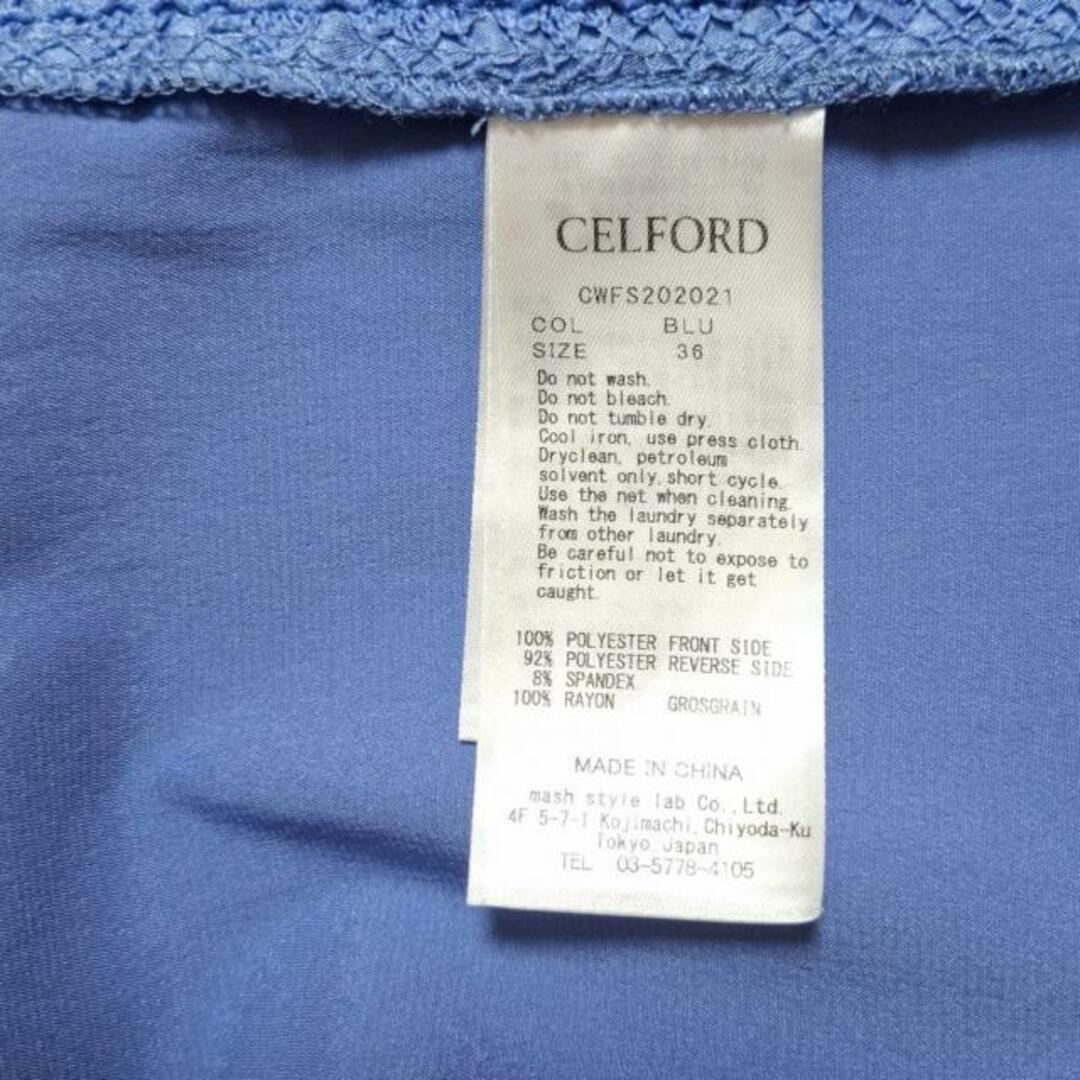 CELFORD
CWFS202021
COL BLU
SIZE 36
Do not wash.
Do not bleach.
Do not tumble dry.
Cool iron, use press cloth.
Dryclean, petroleum
solvent only, short cycle.
Use the net when cleaning.
Wash the laundry separately
from other laundry.
Be careful not to expose to
friction or let it get
caught.
100% POLYESTER FRONT SIDE
92% POLYESTER REVERSE SIDE
8% SPANDEX
100% RAYON GROSGRAIN
MADE IN CHINA
mash style lab Co.,Ltd.
4F 5-7-1 Kojimachi, Chiyoda-Ku
Tokyo Japan
TEL 03-5778-4105